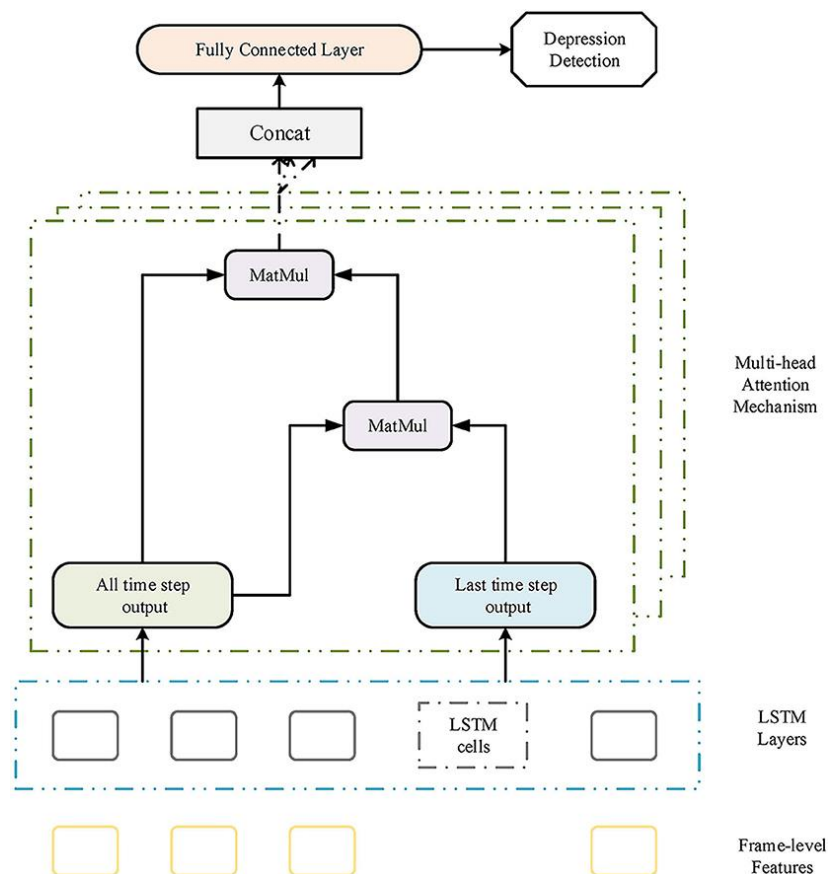 Fully Connected Layer
Depression
Detection
Concat
MatMul
Multi-head
Attention
Mechanism
MatMul
All time step
output
Last time step
output
LSTM
cells
LSTM
Layers
Frame-level
Features